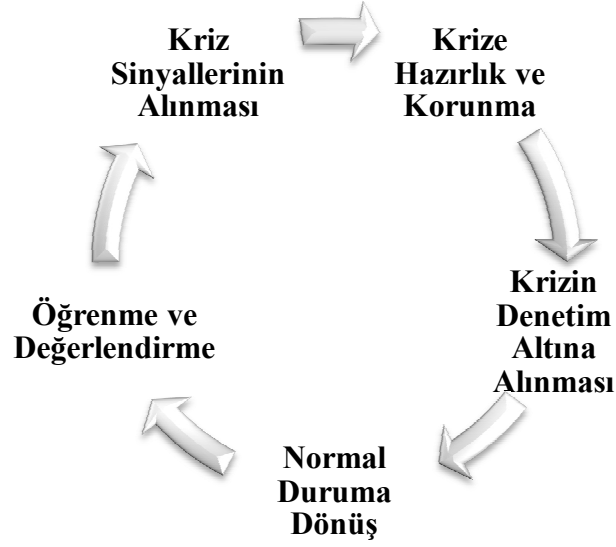 Kriz
Sinyallerinin
Alınması
Krize
Hazırlık ve
Korunma
Krizin
Denetim
Altına
Alınması
Normal
Duruma
Dönüş
Öğrenme ve
Değerlendirme